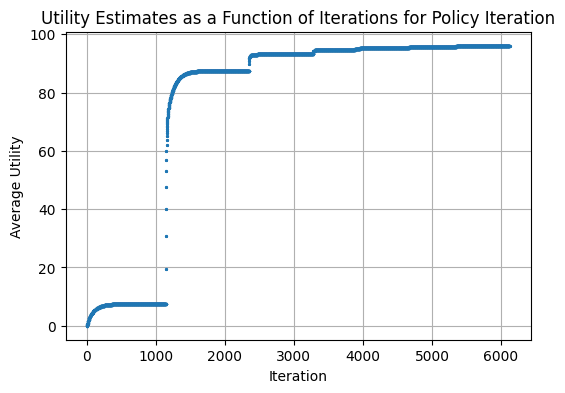 Utility Estimates as a Function of Iterations for Policy Iteration
100
80
60
40
20
0
Average Utility
0 1000 2000 3000 4000 5000 6000
Iteration